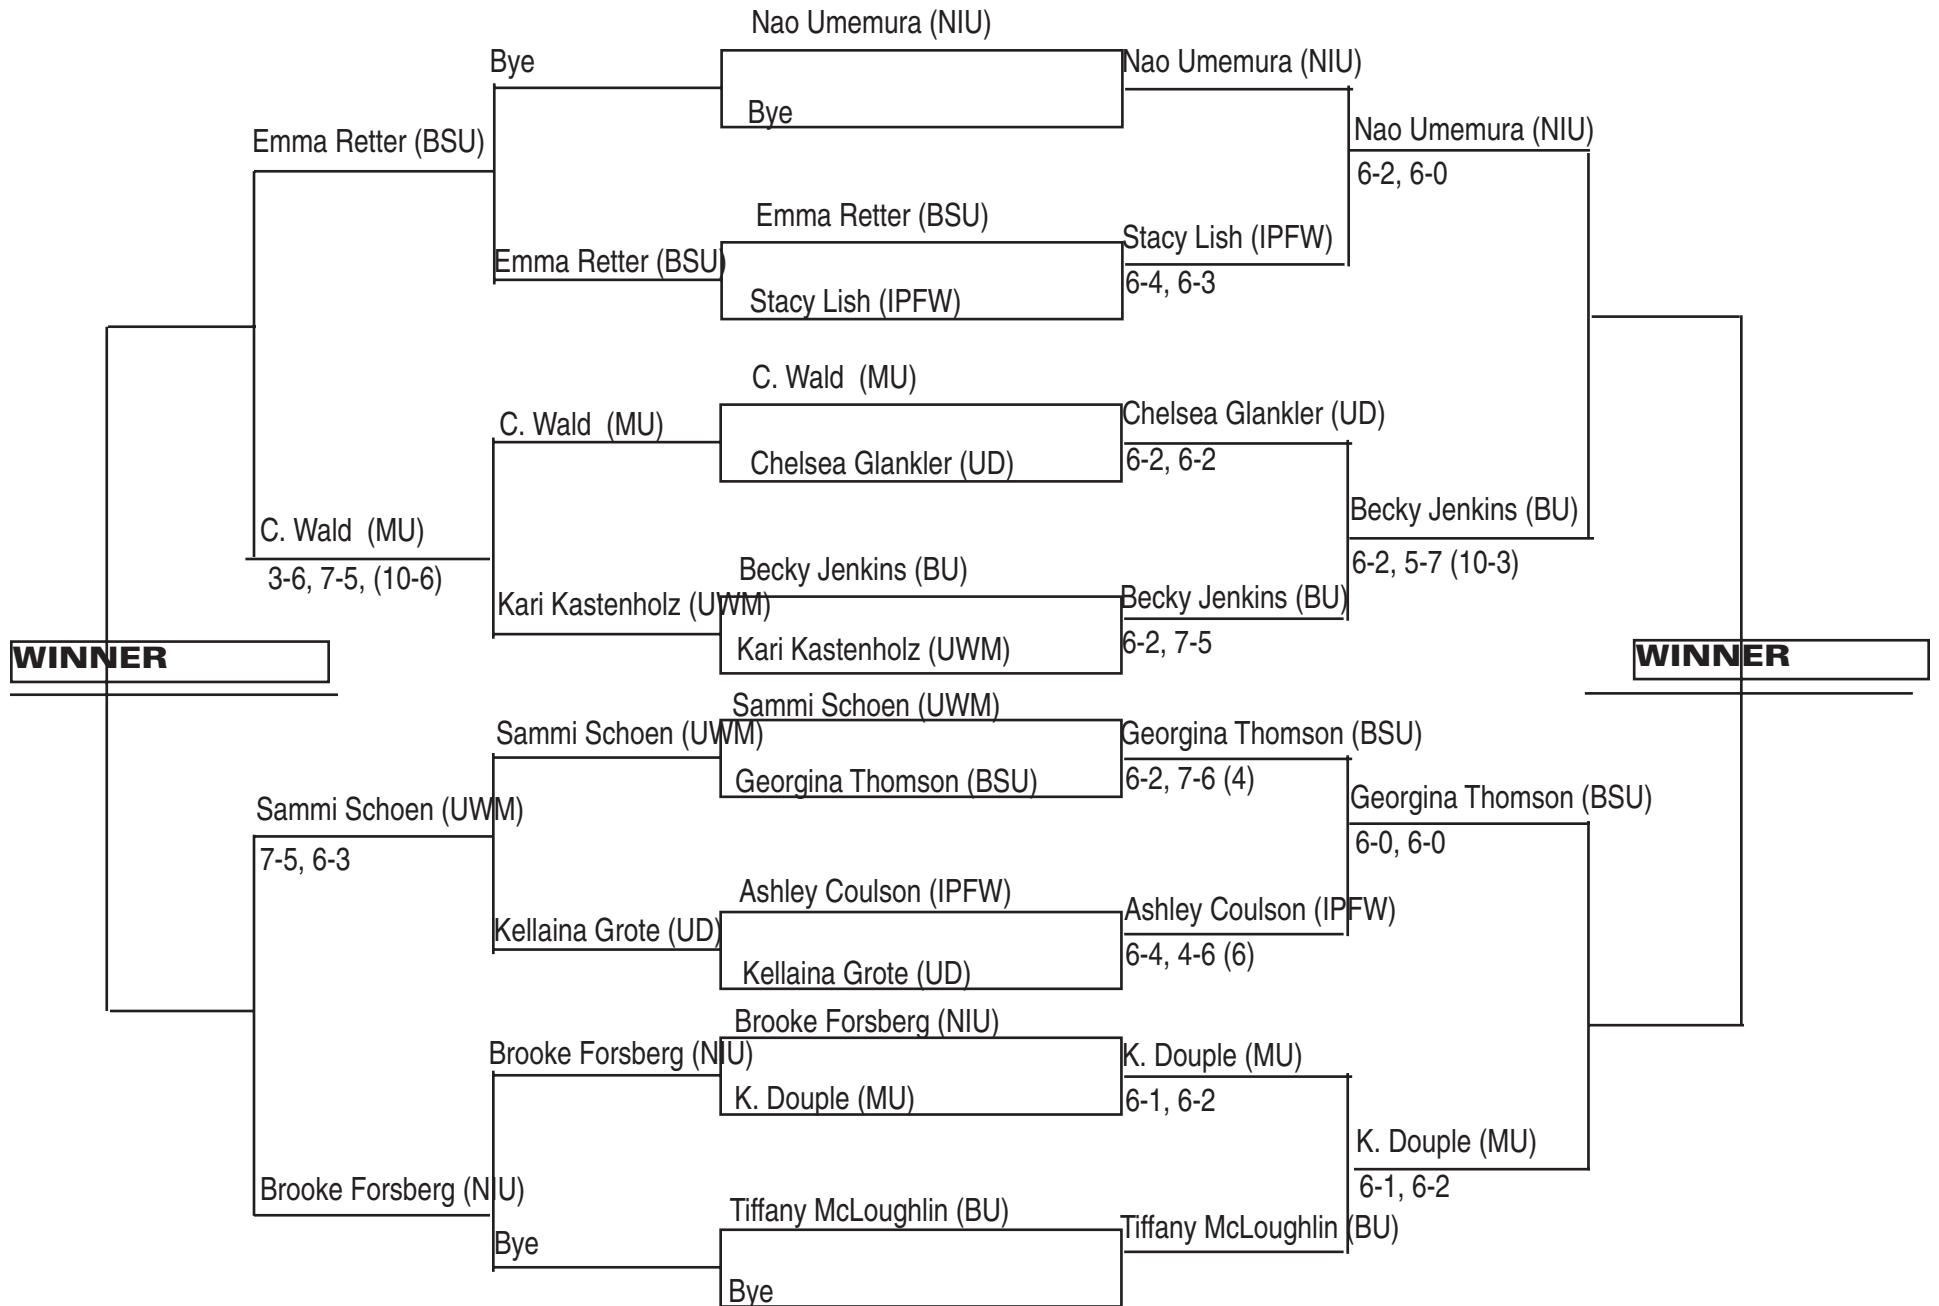 Nao Umemura (NIU)
Bye
Nao Umemura (NIU)
Bye
Emma Retter (BSU)
Nao Umemura (NIU)
6-2, 6-0
Emma Retter (BSU)
Stacy Lish (IPFW)
Emma Retter (BSU)
6-4, 6-3
Stacy Lish (IPFW)
C. Wald (MU)
Chelsea Glankler (UD)
C. Wald (MU)
6-2, 6-2
Chelsea Glankler (UD)
Becky Jenkins (BU)
C. Wald (MU)
6-2, 5-7 (10-3)
3-6, 7-5, (10-6)
Becky Jenkins (BU)
Kari Kastenholz (UWM)
Becky Jenkins (BU)
6-2, 7-5
Kari Kastenholz (UWM)
WINNER
WINNER
Sammi Schoen (UWM)
Sammi Schoen (UWM)
Georgina Thomson (BSU)
Georgina Thomson (BSU)
6-2, 7-6 (4)
Sammi Schoen (UWM)
Georgina Thomson (BSU)
7-5, 6-3
6-0, 6-0
Ashley Coulson (IPFW)
Ashley Coulson (IPFW)
Kellaina Grote (UD)
6-4, 4-6 (6)
Kellaina Grote (UD)
Brooke Forsberg (NIU)
Brooke Forsberg (NIU)
K. Douple (MU)
K. Douple (MU)
6-1, 6-2
K. Douple (MU)
Brooke Forsberg (NIU)
6-1, 6-2
Tiffany McLoughlin (BU)
Tiffany McLoughlin (BU)
Bye
Bye